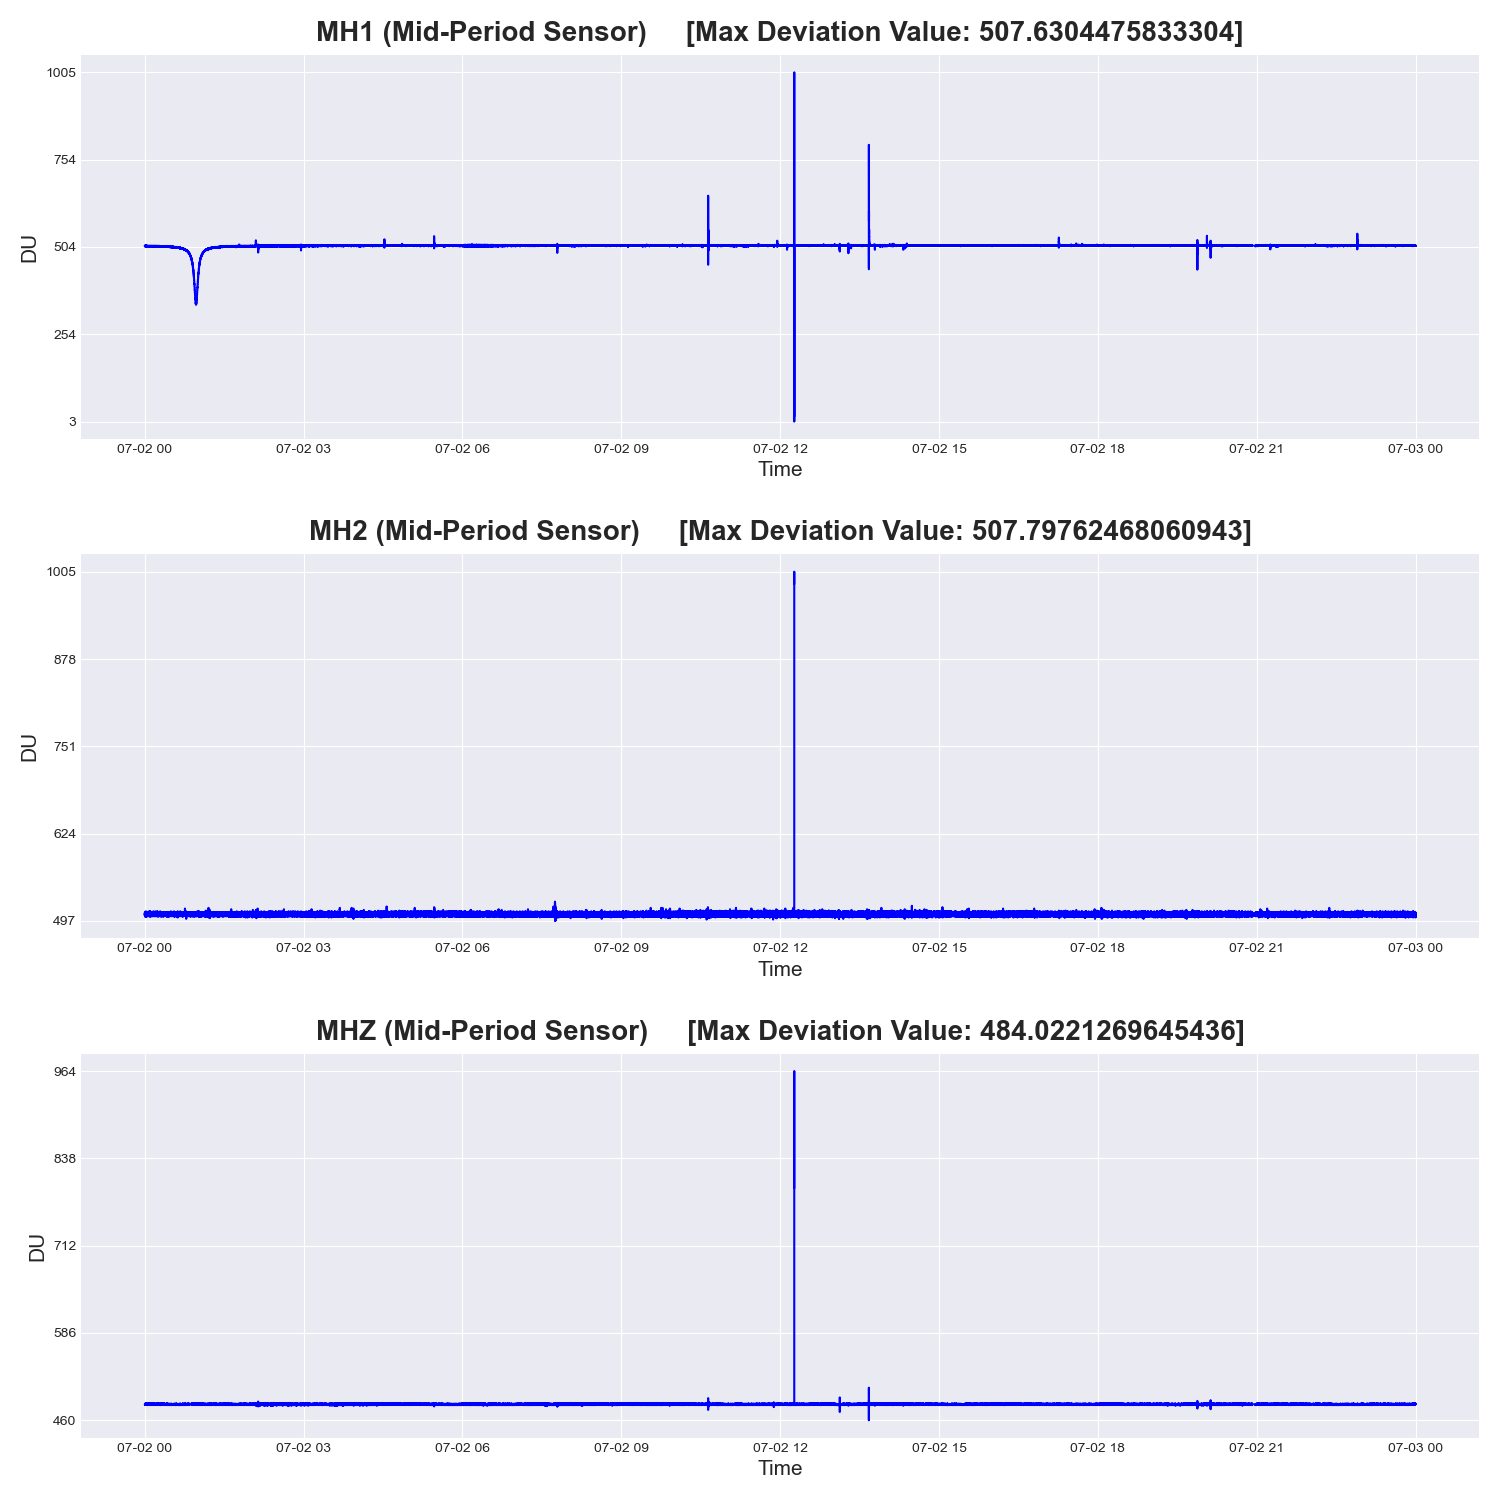 MH1 (Mid-Period Sensor) [Max Deviation Value: 507.6304475833304]
1005
754
504
254
3
DU
07-02 00 07-02 03 07-02 06 07-02 09 07-02 12 07-02 15 07-02 18 07-02 21 07-03 00
Time
MH2 (Mid-Period Sensor) [Max Deviation Value: 507.79762468060943]
1005
878
751
624
497
DU
07-02 00 07-02 03 07-02 06 07-02 09 07-02 12 07-02 15 07-02 18 07-02 21 07-03 00
Time
MHZ (Mid-Period Sensor) [Max Deviation Value: 484.0221269645436]
964
838
712
586
460
DU
07-02 00 07-02 03 07-02 06 07-02 09 07-02 12 07-02 15 07-02 18 07-02 21 07-03 00
Time